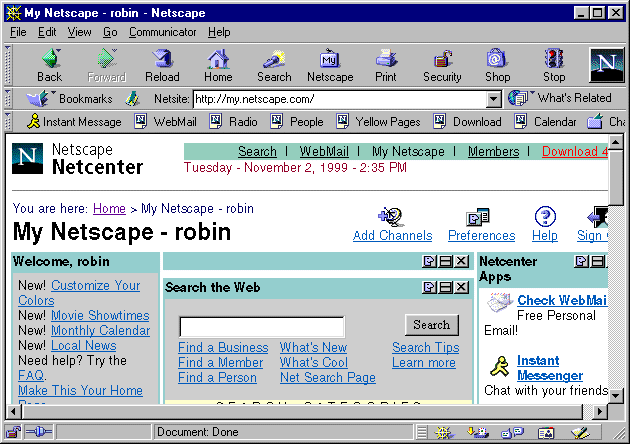 My Netscape - robin - Netscape
File Edit View Go Communicator Help
Back Forward Reload Home Search Netscape Print Security Shop Stop
My
N
Bookmarks Netsite: http://my.netscape.com/ What's Related
Instant Message WebMail Radio People Yellow Pages Download Calendar Cha
N Netscape
Netcenter
Search | WebMail | My Netscape | Members | Download 4
Tuesday - November 2, 1999 - 2:35 PM
You are here: Home > My Netscape - robin
My Netscape - robin
Add Channels Preferences Help Sign
Welcome, robin
New! Customize Your
Colors
New! Movie Showtimes
New! Monthly Calendar
New! Local News
Need help? Try the
FAQ.
Make This Your Home
Search the Web
Search
Find a Business What's New Search Tips
Find a Member What's Cool Learn more
Find a Person Net Search Page
Netcenter
Apps
Check WebMai
Free Personal
Email!
Instant
Messenger
Chat with your friends
Document: Done